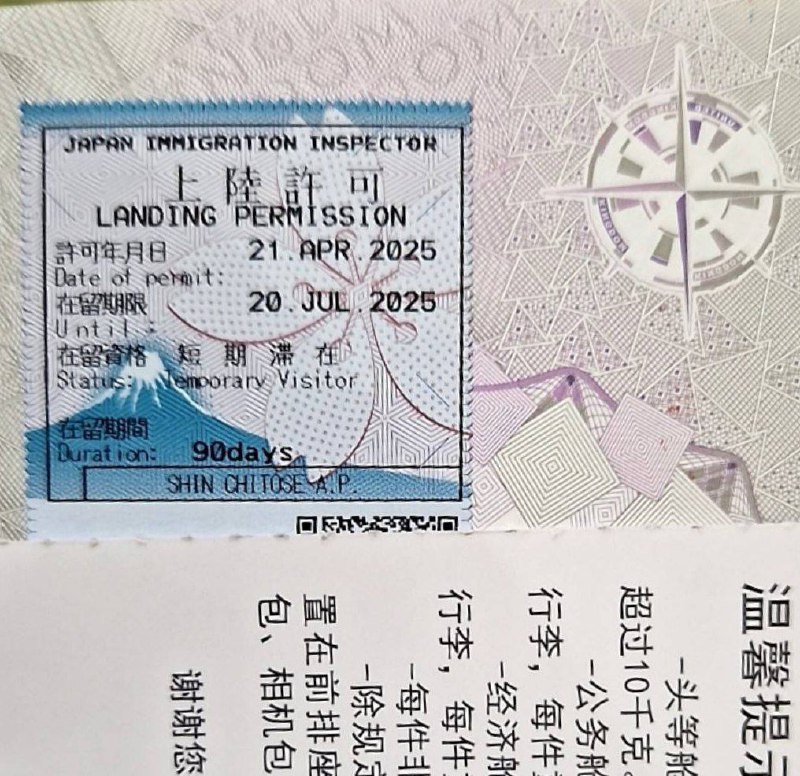 JAPAN IMMIGRATION INSPECTOR
上陸許可
LANDING PERMISSION
許可年月日 21.APR.2025
Date of permit:
在留期限 20.JUL.2025
Until :
在留資格 短期滞在
Status: Temporary Visitor
在留期間
Duration: 90days
SHIN CHITOSE A.P.
温馨提示
-头等舱
超过10千克
-公务舱
行李，每件
-经济舱
行李，每件
-每件非
-除规定
置在前排座
包、相机包
谢谢您